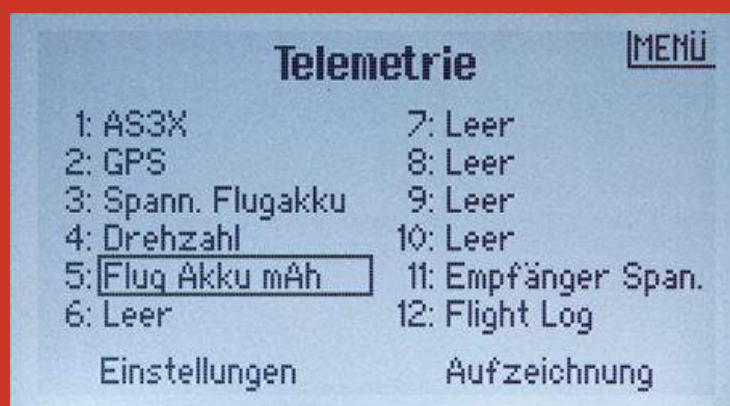 Telemetrie
MENÜ
1: AS3X
2: GPS
3: Spann. Flugakku
4: Drehzahl
5: Flug Akku mAh
6: Leer
7: Leer
8: Leer
9: Leer
10: Leer
11: Empfänger Span.
12: Flight Log
Einstellungen
Aufzeichnung